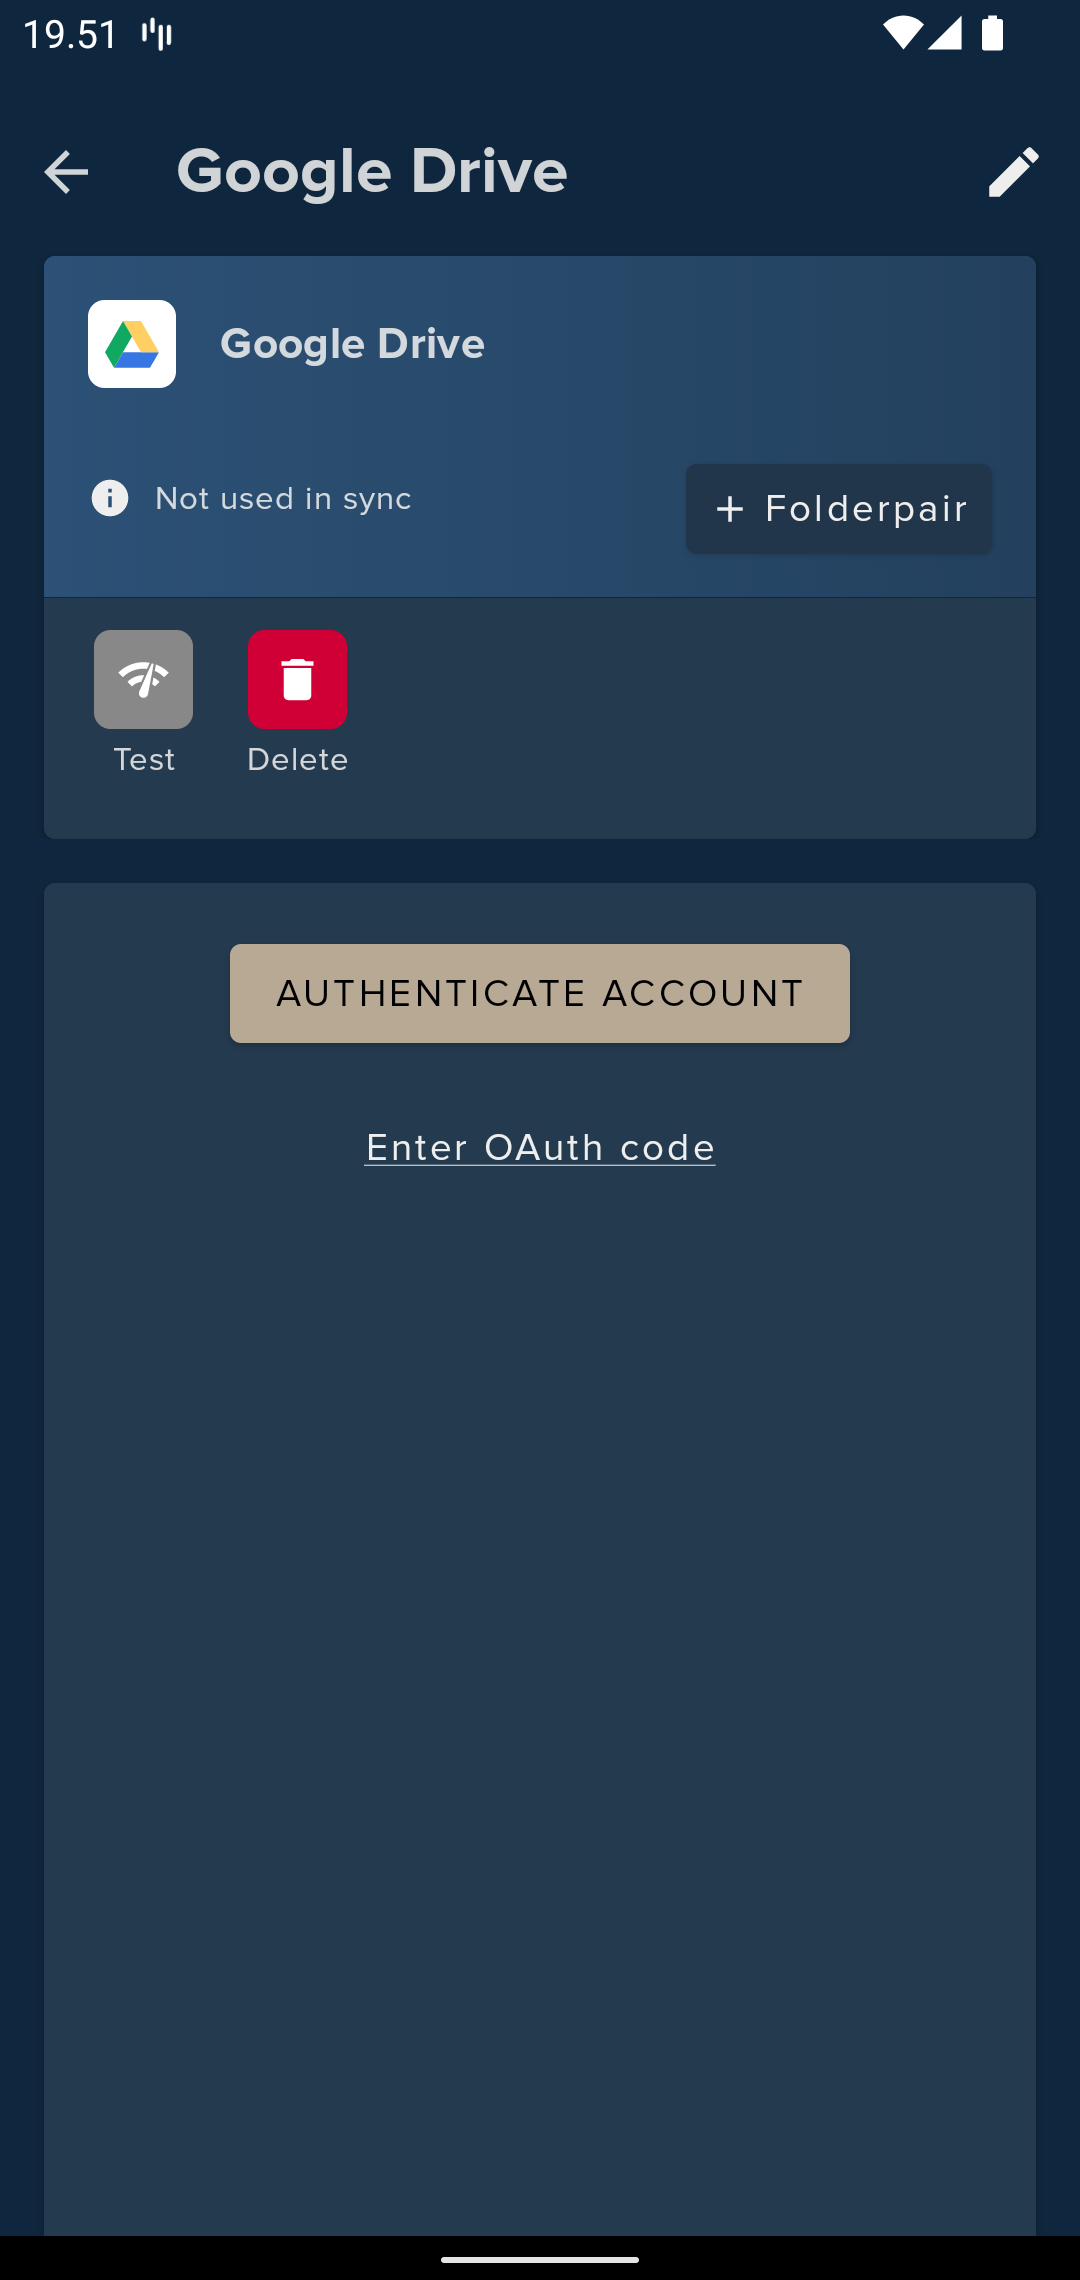 19.51
Google Drive
Google Drive
Not used in sync
+ Folderpair
Test
Delete
AUTHENTICATE ACCOUNT
Enter OAuth code